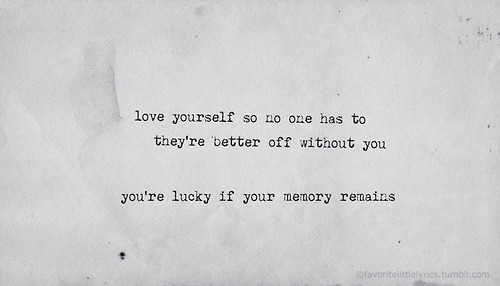 love yourself so no one has to
they're better off without you
you're lucky if your memory remains
©favoritelittlelyrics.tumblr.com